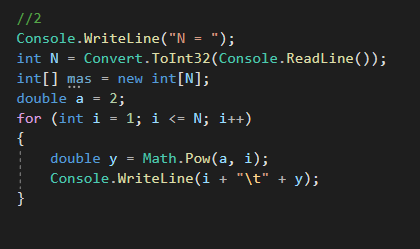 //2
Console.WriteLine("N = ");
int N = Convert.ToInt32(Console.ReadLine());
int[] mas = new int[N];
double a = 2;
for (int i = 1; i <= N; i++)
{
    double y = Math.Pow(a, i);
    Console.WriteLine(i + "\t" + y);
}